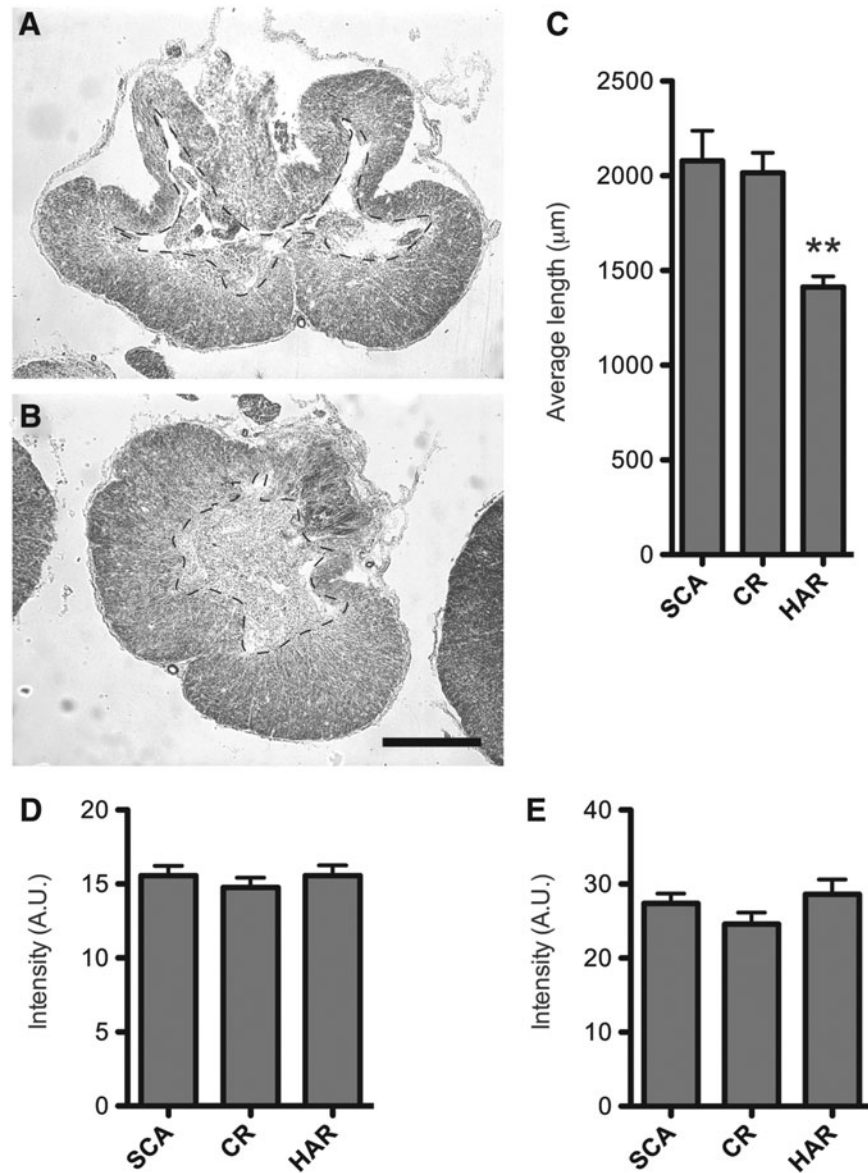 A
B
C
2500
2000
1500
1000
500
0
Average length (μm)
**
SCA
CR
HAR
D
20
15
10
5
0
Intensity (A.U.)
SCA
CR
HAR
E
40
30
20
10
0
Intensity (A.U.)
SCA
CR
HAR